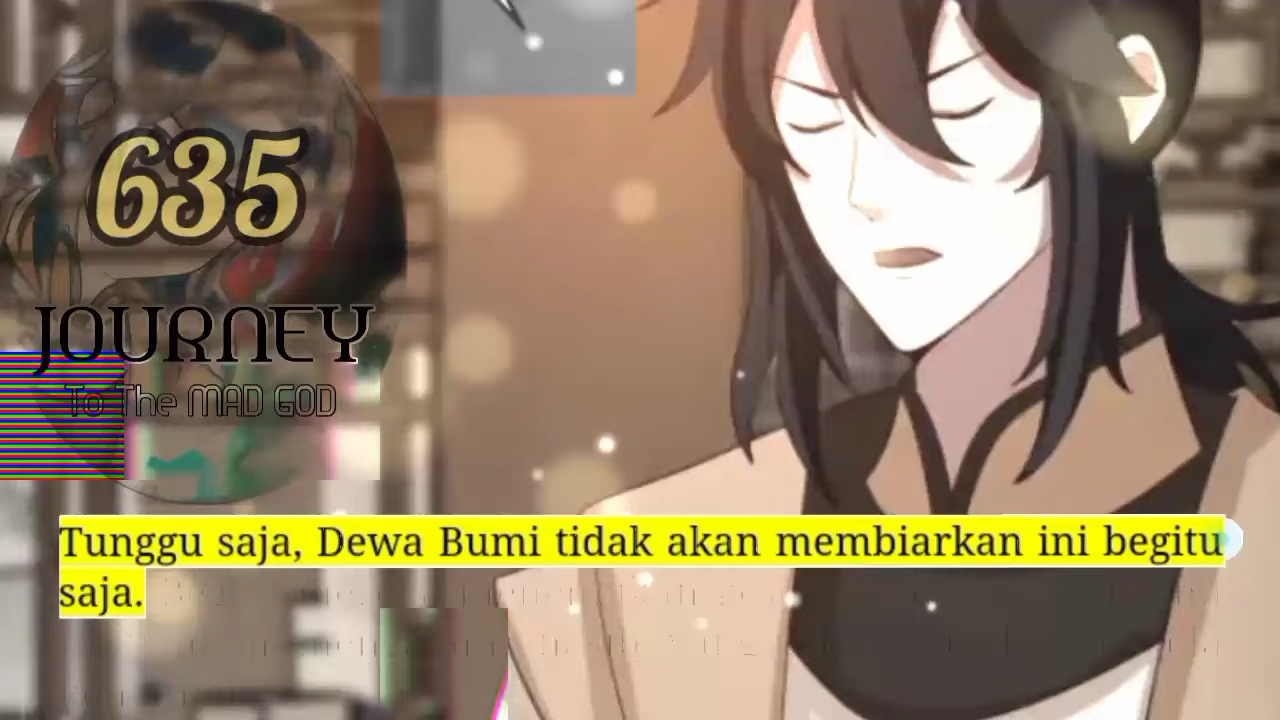 635
JOURNEY
To The MAD GOD
Tunggu saja, Dewa Bumi tidak akan membiarkan ini begitu
saja.